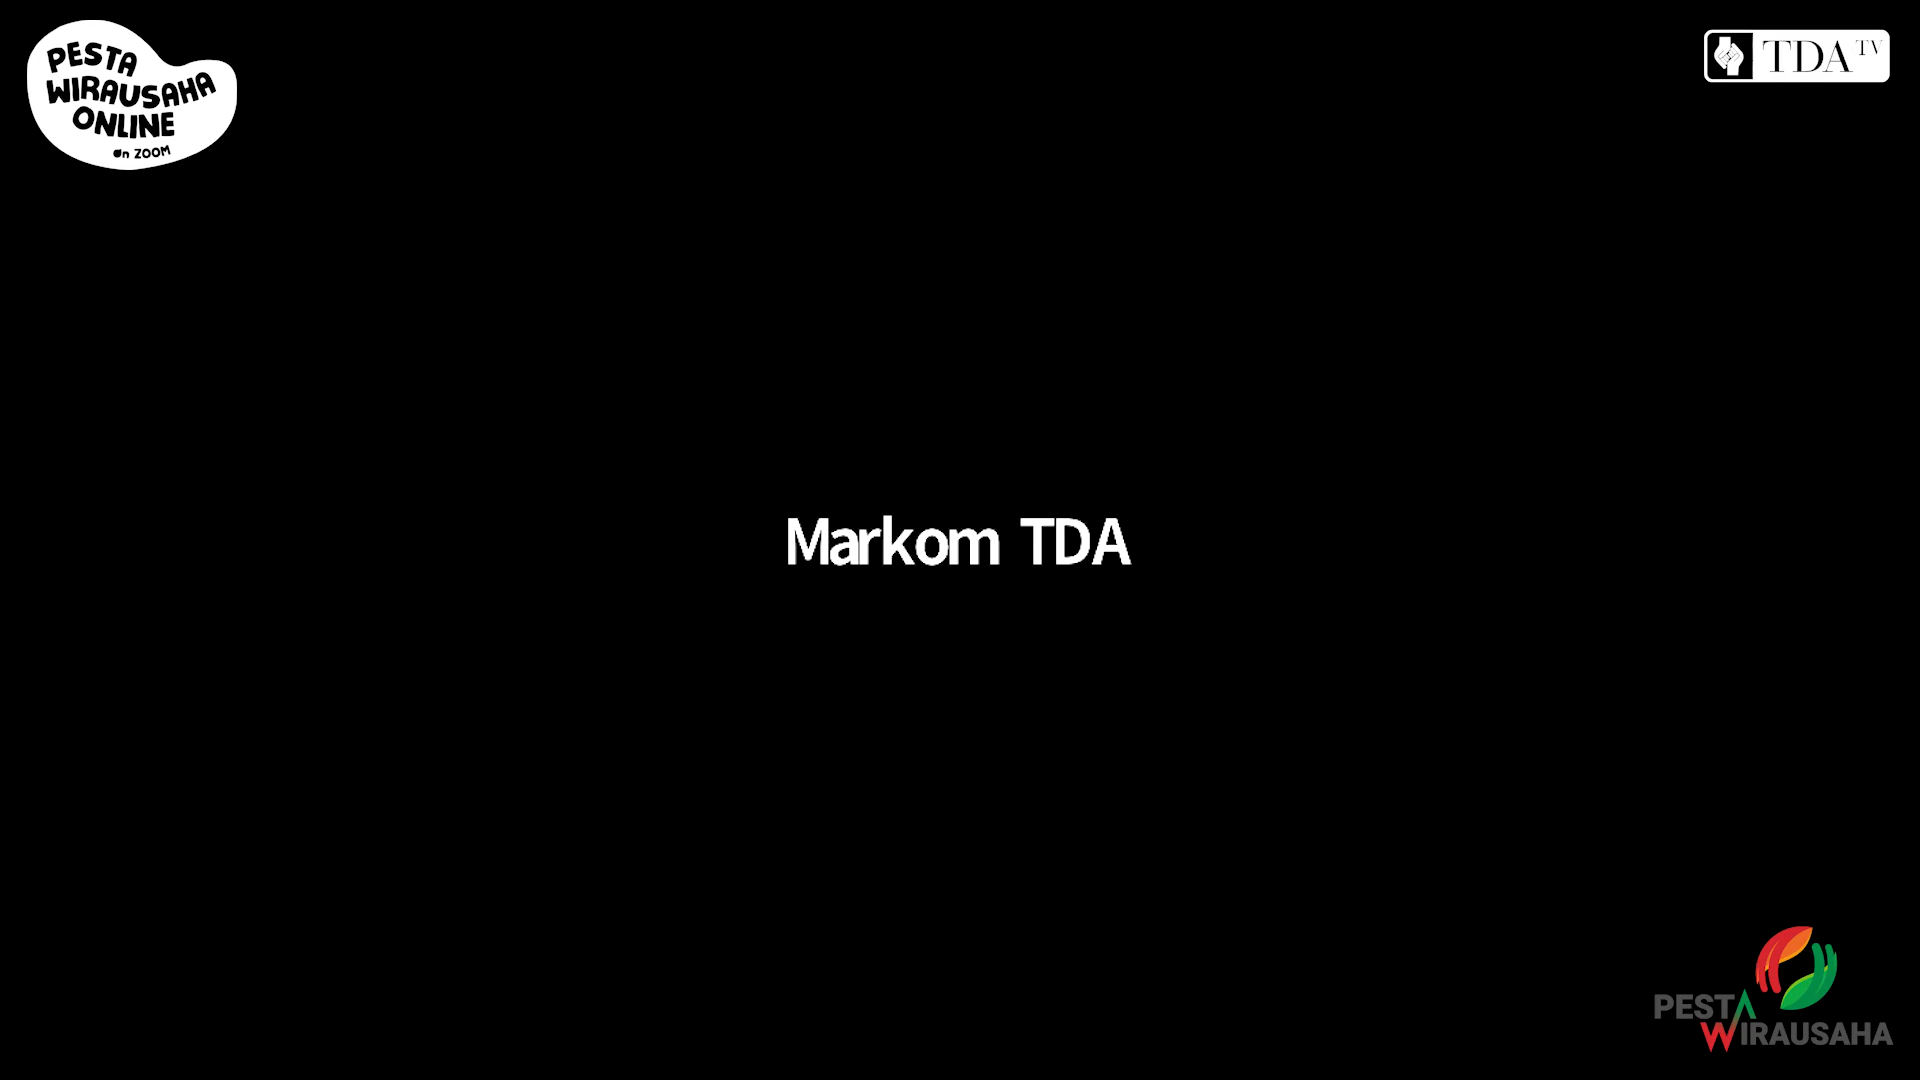 PESTA
WIRAUSAHA
ONLINE
on ZOOM
TDA TV
Markom TDA
PESTA
WIRAUSAHA